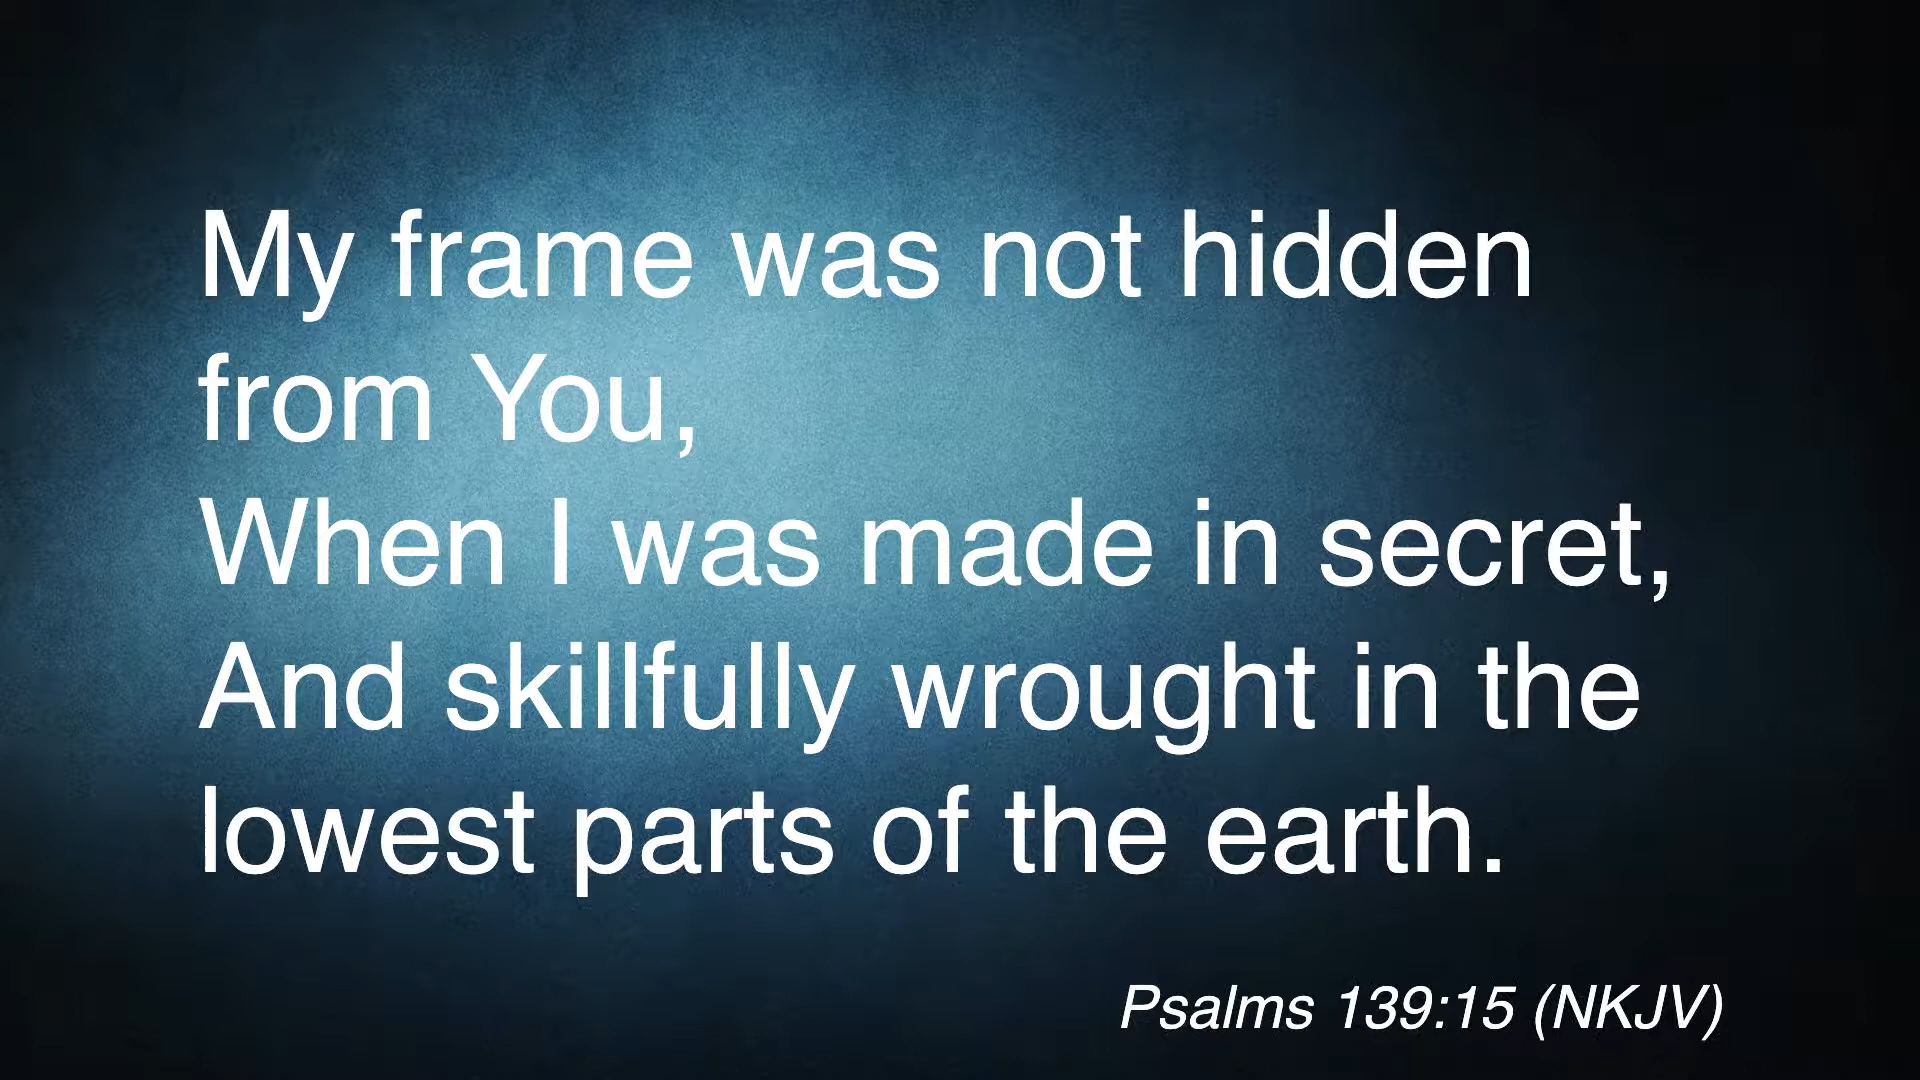 My frame was not hidden
from You,
When I was made in secret,
And skillfully wrought in the
lowest parts of the earth.
Psalms 139:15 (NKJV)